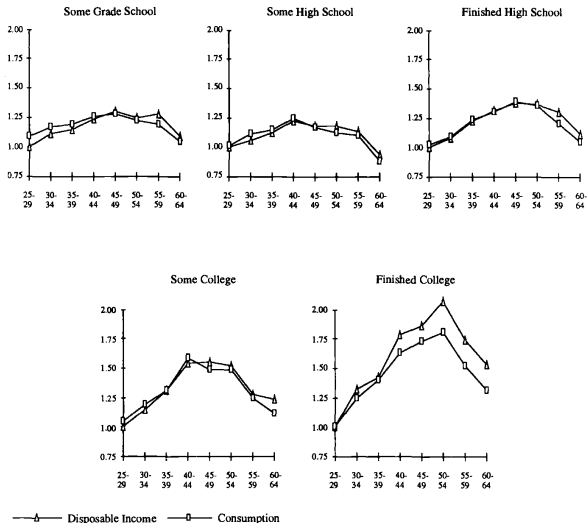 Some Grade School
2.00
1.75
1.50
1.25
1.00
0.75
25- 30- 35- 40- 45- 50- 55- 60-
29 34 39 44 49 54 59 64
Some High School
2.00
1.75
1.50
1.25
1.00
0.75
25- 30- 35- 40- 45- 50- 55- 60-
29 34 39 44 49 54 59 64
Finished High School
2.00
1.75
1.50
1.25
1.00
0.75
25- 30- 35- 40- 45- 50- 55- 60-
29 34 39 44 49 54 59 64
Some College
2.00
1.75
1.50
1.25
1.00
0.75
25- 30- 35- 40- 45- 50- 55- 60-
29 34 39 44 49 54 59 64
Finished College
2.00
1.75
1.50
1.25
1.00
0.75
25- 30- 35- 40- 45- 50- 55- 60-
29 34 39 44 49 54 59 64
Disposable Income Consumption